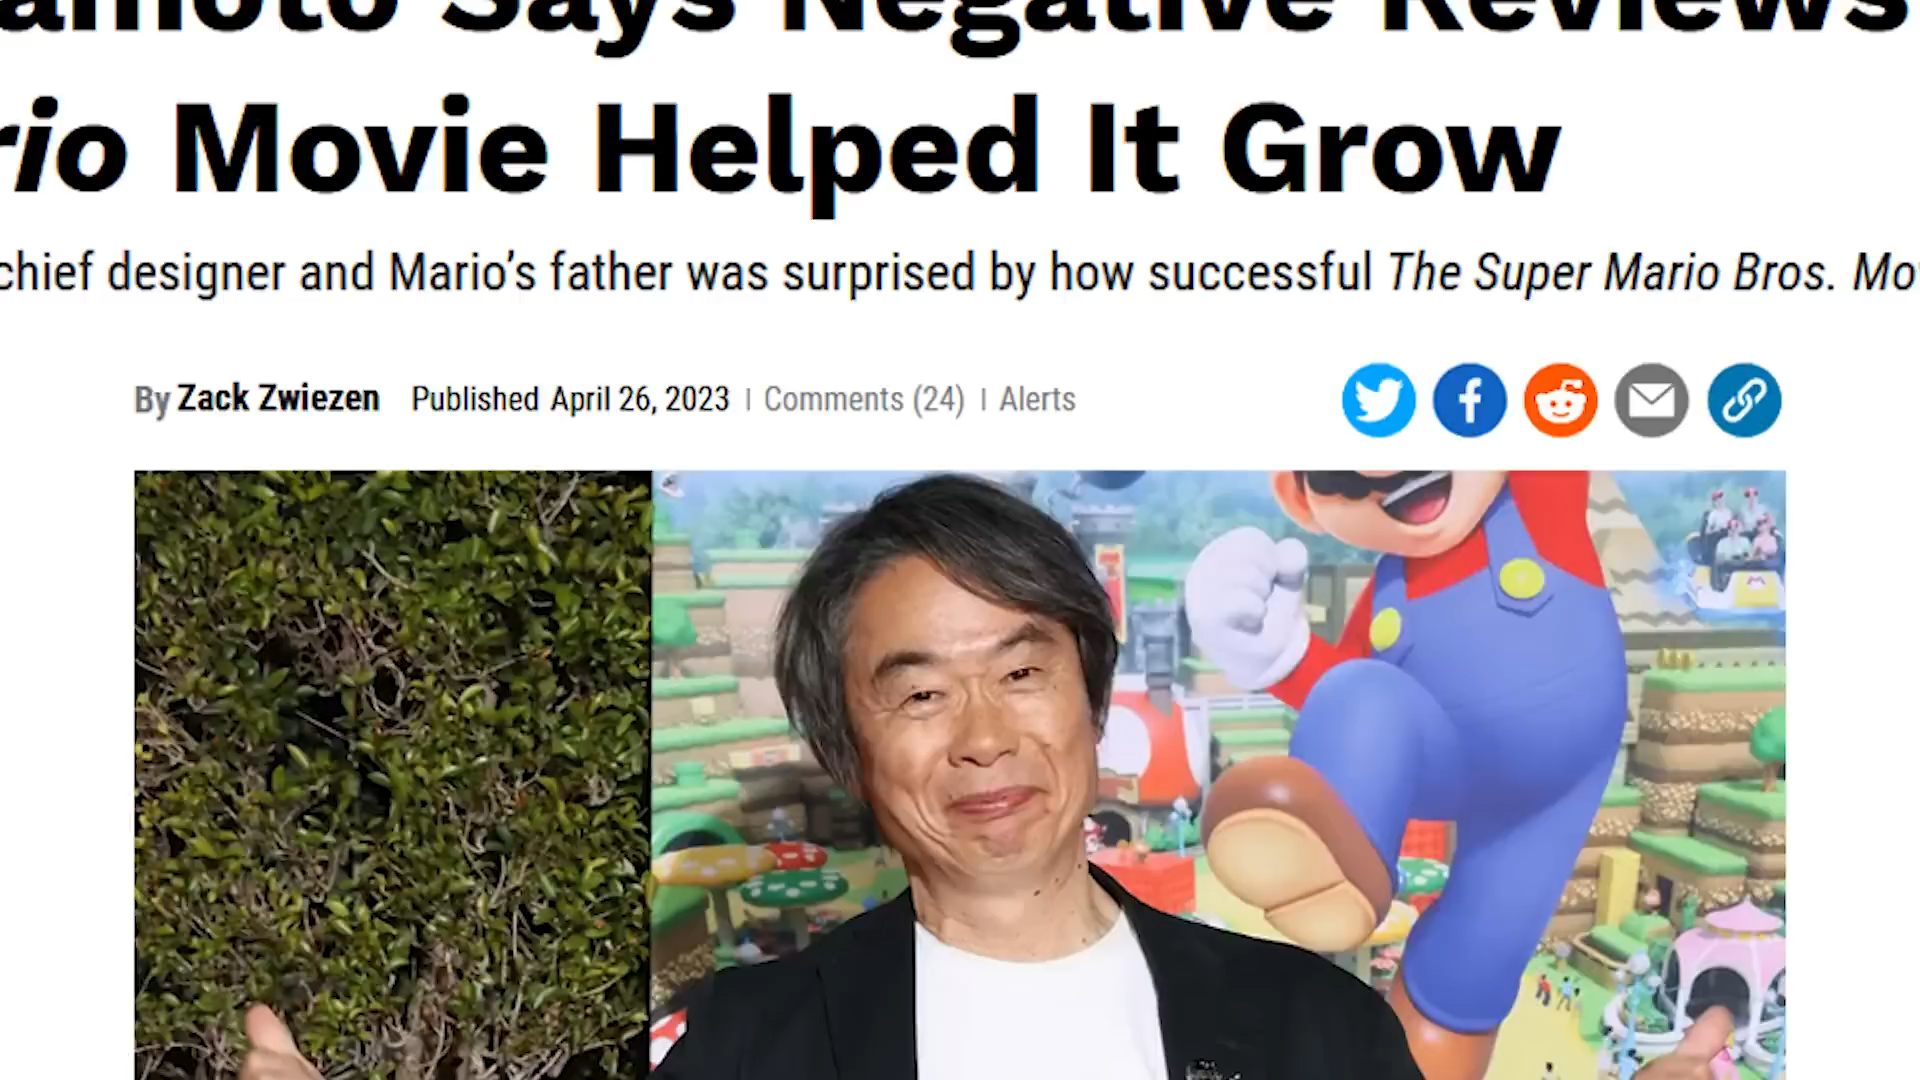 amoto Says Negative Reviews
rio Movie Helped It Grow
chief designer and Mario’s father was surprised by how successful The Super Mario Bros. Mo
By Zack Zwiezen Published April 26, 2023 | Comments (24) | Alerts